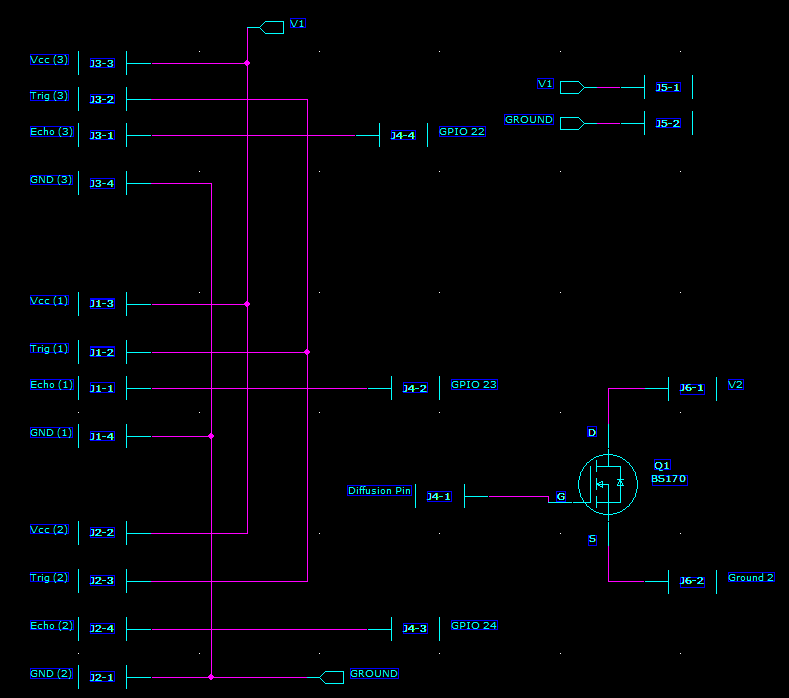 V1
Vcc (3) J3-3
V1 J5-1
Trig (3) J3-2
GROUND J5-2
Echo (3) J3-1 J4-4 GPIO 22
GND (3) J3-4
Vcc (1) J1-3
Trig (1) J1-2
Echo (1) J1-1 J4-2 GPIO 23
J6-1 V2
GND (1) J1-4
D
Q1
BS170
Diffusion Pin J4-1 G
Vcc (2) J2-2
S
Trig (2) J2-3
J6-2 Ground 2
Echo (2) J2-4 J4-3 GPIO 24
GND (2) J2-1 GROUND